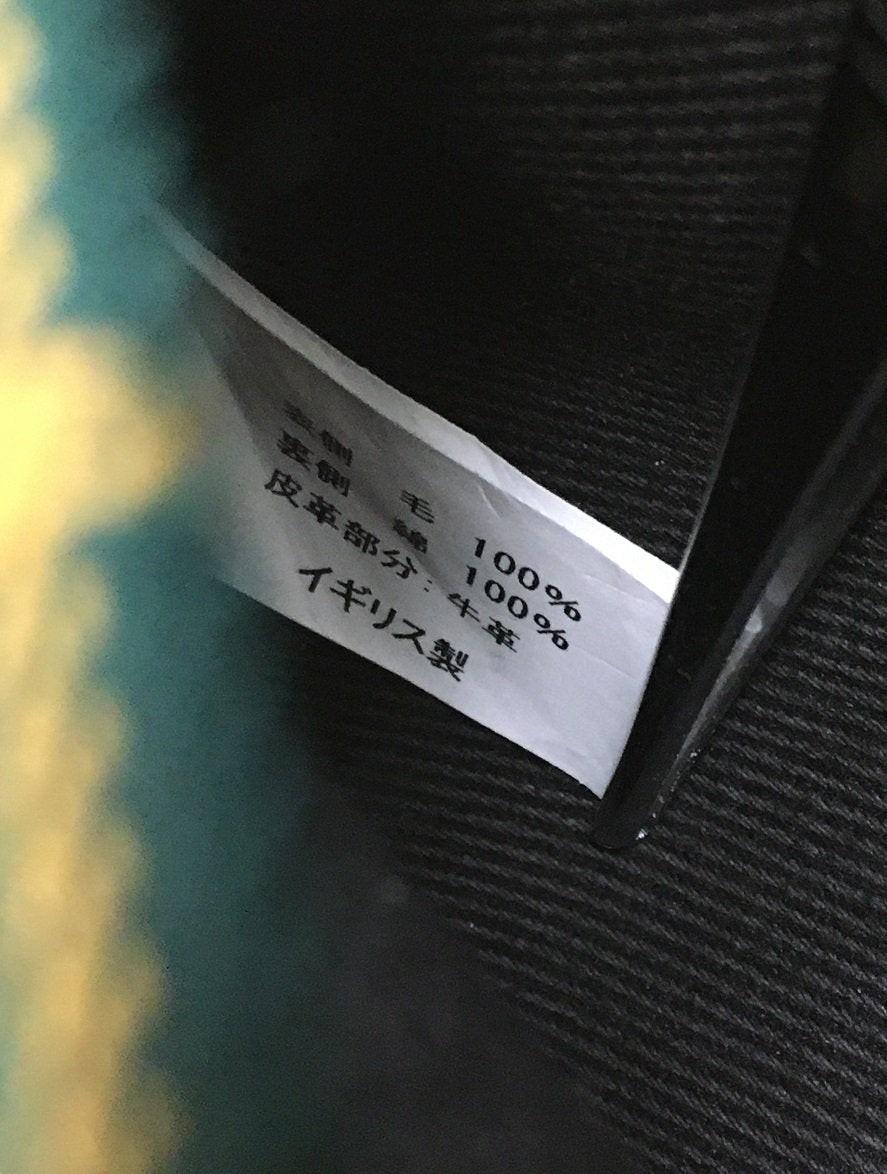 表側 毛 100%
裏側 綿 100%
皮革部分:牛革
イギリス製